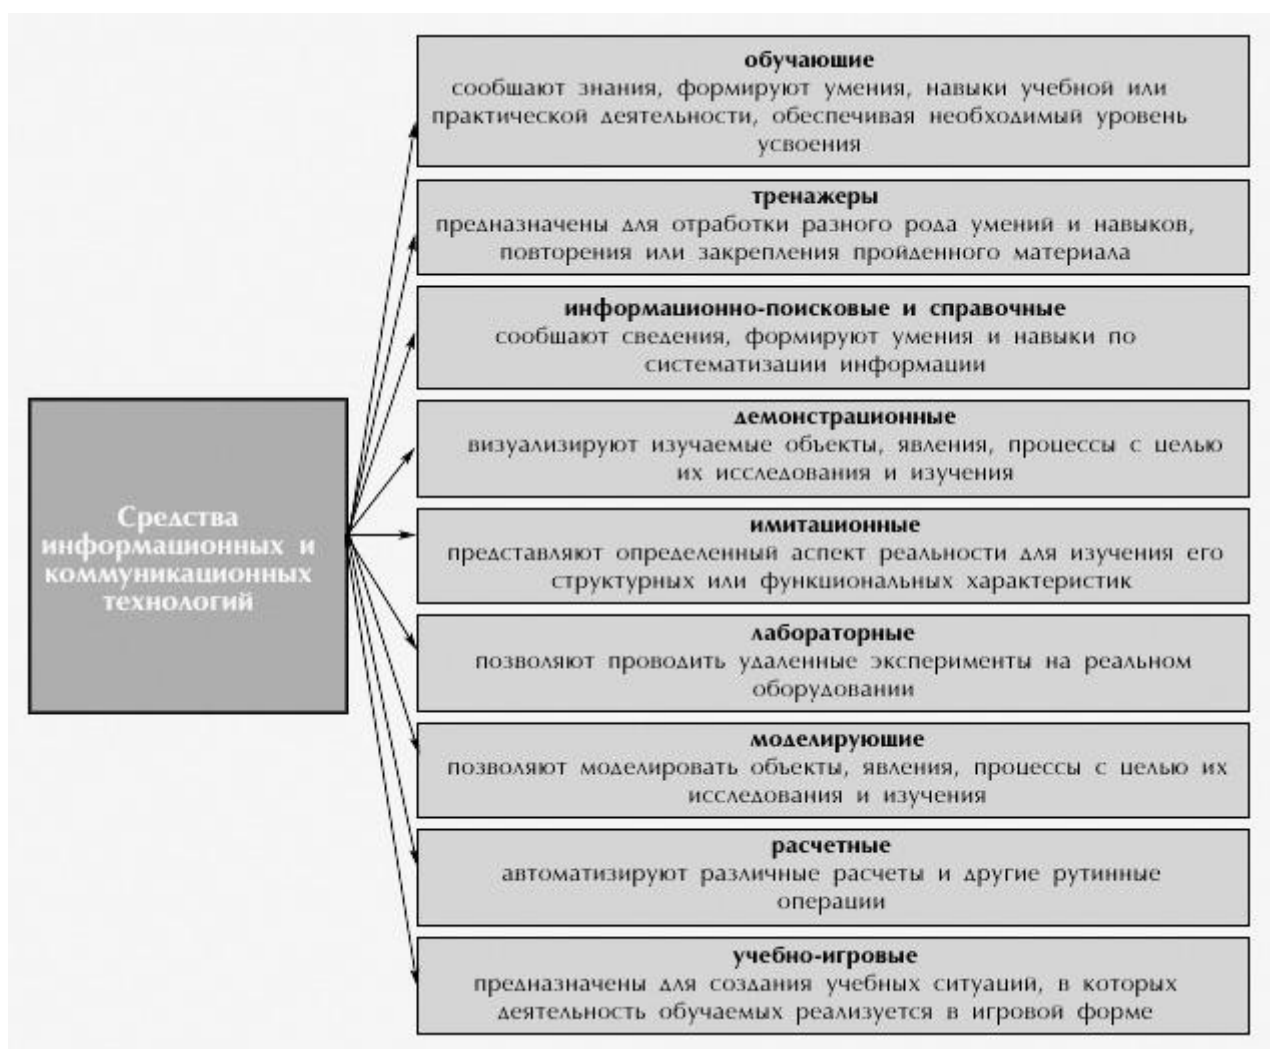 обучающие
сообщают знания, формируют умения, навыки учебной или
практической деятельности, обеспечивая необходимый уровень
усвоения
тренажеры
предназначены для отработки разного рода умений и навыков,
повторения или закрепления пройденного материала
информационно-поисковые и справочные
сообщают сведения, формируют умения и навыки по
систематизации информации
демонстрационные
визуализируют изучаемые объекты, явления, процессы с целью
их исследования и изучения
Средства
информационных и
коммуникационных
технологий
имитационные
представляют определенный аспект реальности для изучения его
структурных или функциональных характеристик
лабораторные
позволяют проводить удаленные эксперименты на реальном
оборудовании
моделирующие
позволяют моделировать объекты, явления, процессы с целью их
исследования и изучения
расчетные
автоматизируют различные расчеты и другие рутинные
операции
учебно-игровые
предназначены для создания учебных ситуаций, в которых
деятельность обучаемых реализуется в игровой форме